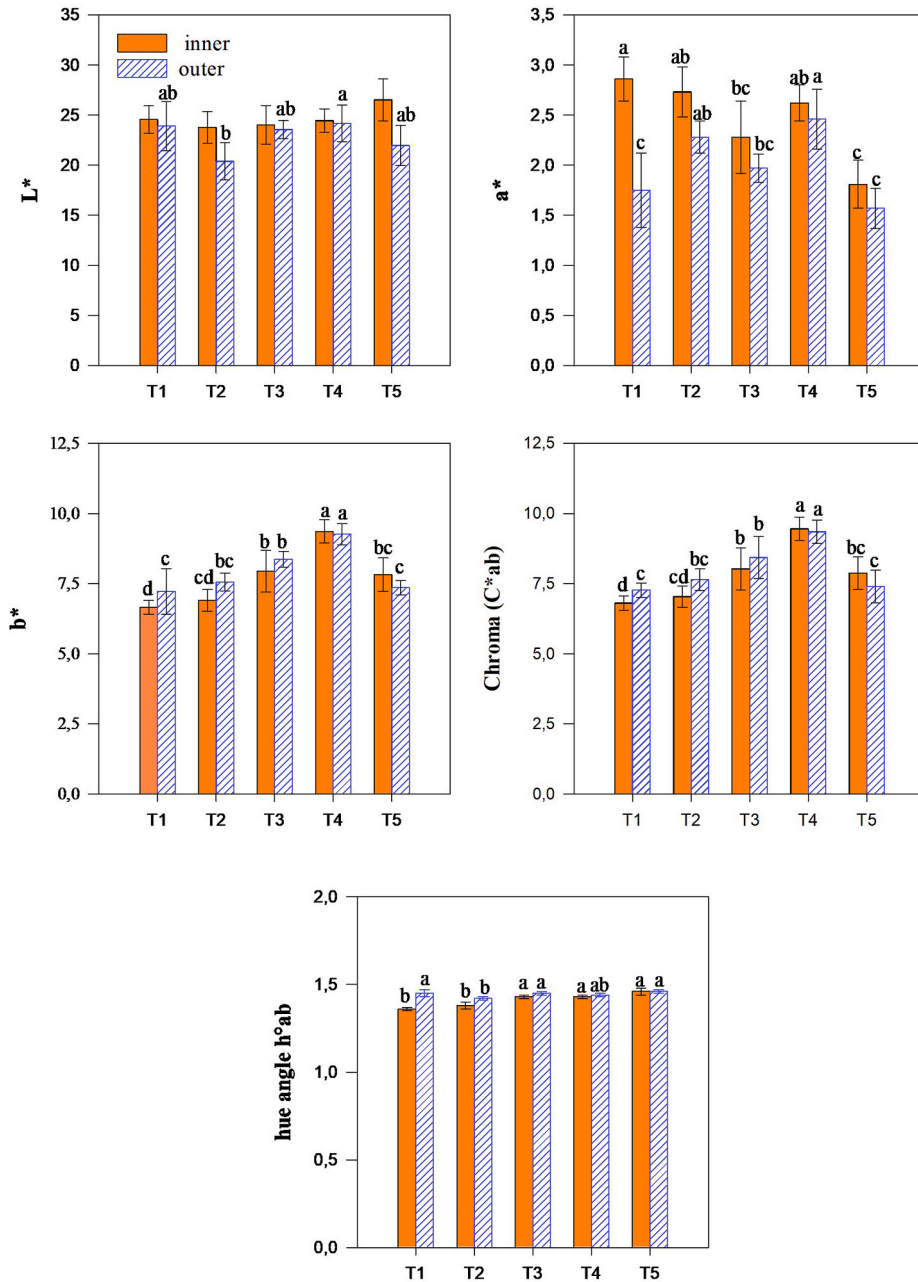 35
30
25
20
15
10
5
0
L*
inner
outer
ab
b
ab
a
ab
T1 T2 T3 T4 T5
3,5
3,0
2,5
2,0
1,5
1,0
0,5
0,0
a*
a
c
ab
ab
bc
bc
ab
a
c
c
T1 T2 T3 T4 T5
12,5
10,0
7,5
5,0
2,5
0,0
b*
d
c
cd
bc
b
b
a
a
bc
c
T1 T2 T3 T4 T5
12,5
10,0
7,5
5,0
2,5
0,0
Chroma (C*ab)
d
c
cd
bc
b
b
a
a
bc
c
T1 T2 T3 T4 T5
2,0
1,5
1,0
0,5
0,0
hue angle h°ab
b
a
b
b
a
a
a
ab
a
a
T1 T2 T3 T4 T5